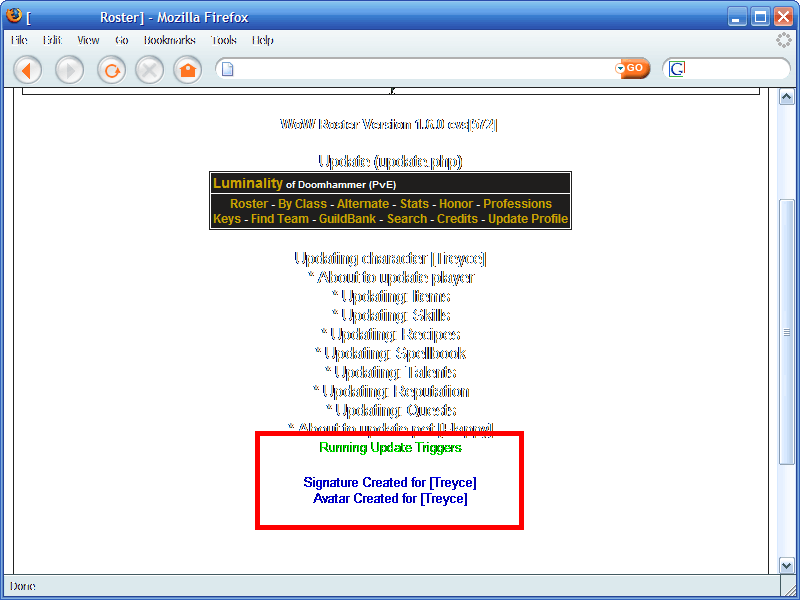 [ Roster] - Mozilla Firefox
File Edit View Go Bookmarks Tools Help
GO G
WoW Roster Version 1.6.0 cvs[572]
Update (update.php)
Luminality of Doomhammer (PvE)
Roster - By Class - Alternate - Stats - Honor - Professions
Keys - Find Team - GuildBank - Search - Credits - Update Profile
Updating character [Treyce]
* About to update player
* Updating: Items
* Updating: Skills
* Updating: Recipes
* Updating: Spellbook
* Updating: Talents
* Updating: Reputation
* Updating: Quests
* About to update pet
Running Update Triggers
Signature Created for [Treyce]
Avatar Created for [Treyce]
Done